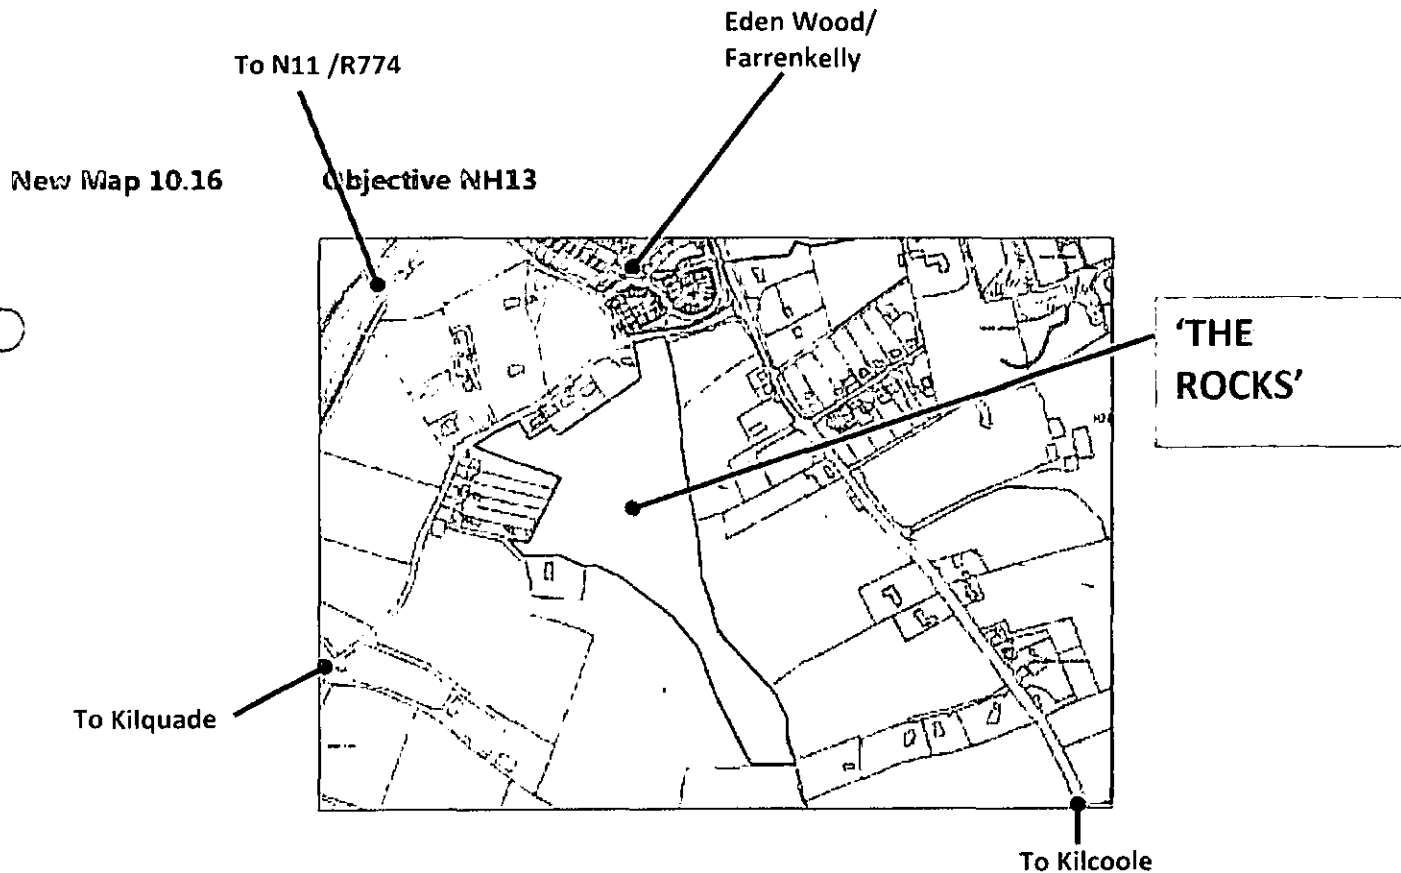 Eden Wood/
Farrenkelly
To N11 /R774
New Map 10.16 Objective NH13
'THE
ROCKS'
To Kilquade
To Kilcoole